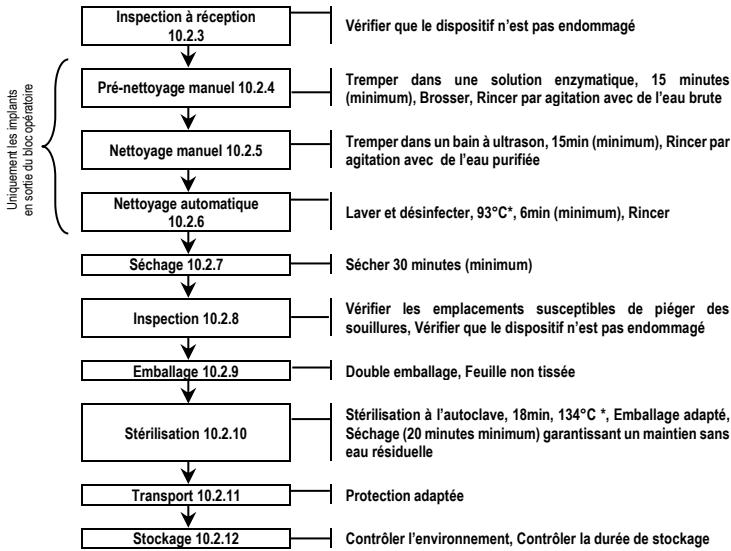 Inspection à réception
10.2.3
Vérifier que le dispositif n'est pas endommagé
Uniquement les implants
en sortie du bloc opératoire
Pré-nettoyage manuel 10.2.4
Tremper dans une solution enzymatique, 15 minutes
(minimum), Brosser, Rincer par agitation avec de l'eau brute
Nettoyage manuel 10.2.5
Tremper dans un bain à ultrason, 15min (minimum), Rincer par
agitation avec de l'eau purifiée
Nettoyage automatique
10.2.6
Laver et désinfecter, 93°C*, 6min (minimum), Rincer
Séchage 10.2.7
Sécher 30 minutes (minimum)
Inspection 10.2.8
Vérifier les emplacements susceptibles de piéger des
souillures, Vérifier que le dispositif n'est pas endommagé
Emballage 10.2.9
Double emballage, Feuille non tissée
Stérilisation 10.2.10
Stérilisation à l'autoclave, 18min, 134°C *, Emballage adapté,
Séchage (20 minutes minimum) garantissant un maintien sans
eau résiduelle
Transport 10.2.11
Protection adaptée
Stockage 10.2.12
Contrôler l'environnement, Contrôler la durée de stockage